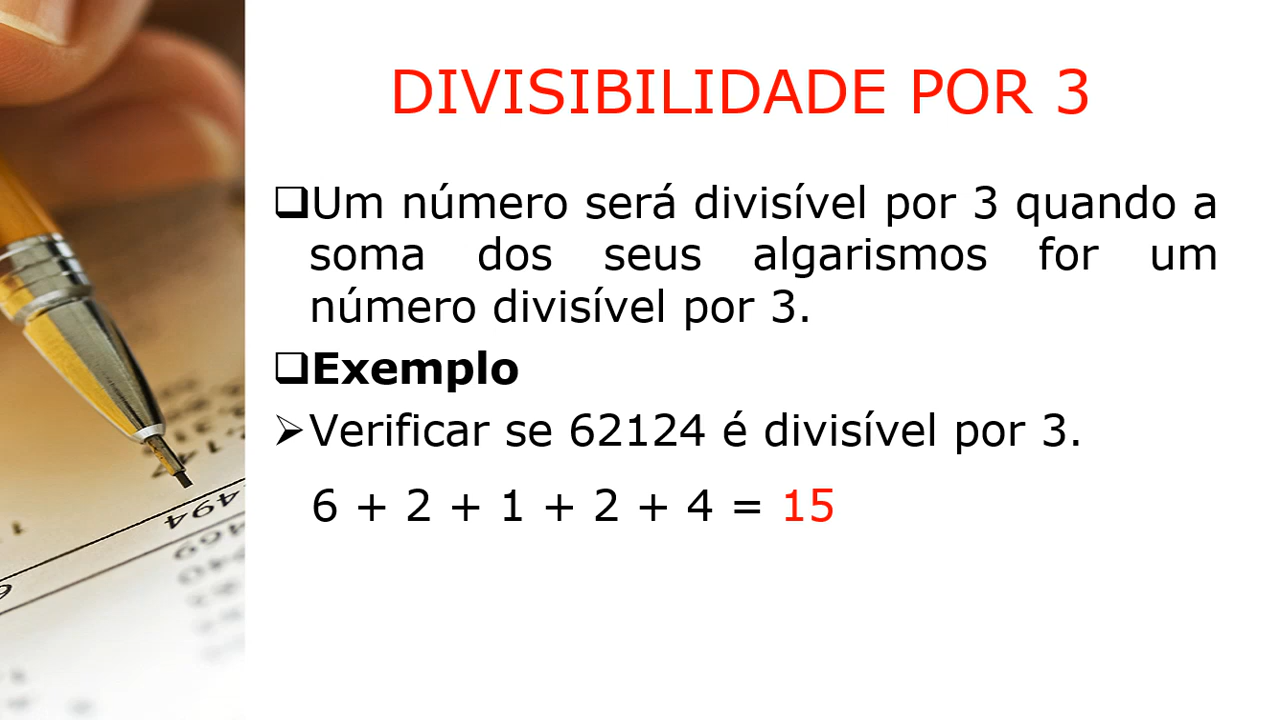 DIVISIBILIDADE POR 3
Um número será divisível por 3 quando a
soma dos seus algarismos for um
número divisível por 3.
Exemplo
Verificar se 62124 é divisível por 3.
6 + 2 + 1 + 2 + 4 = 15
494